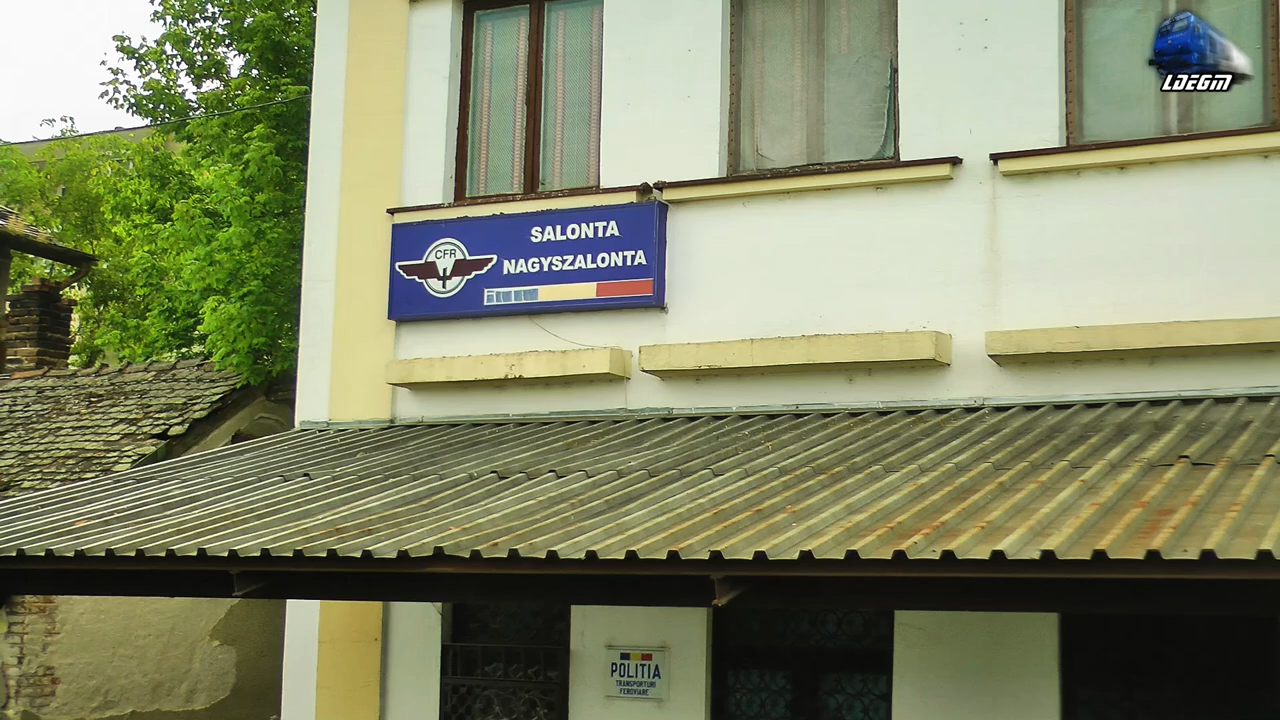 LDEGM
CFR
SALONTA
NAGYSZALONTA
POLITIA
TRANSPORTURI
FEROVIARE